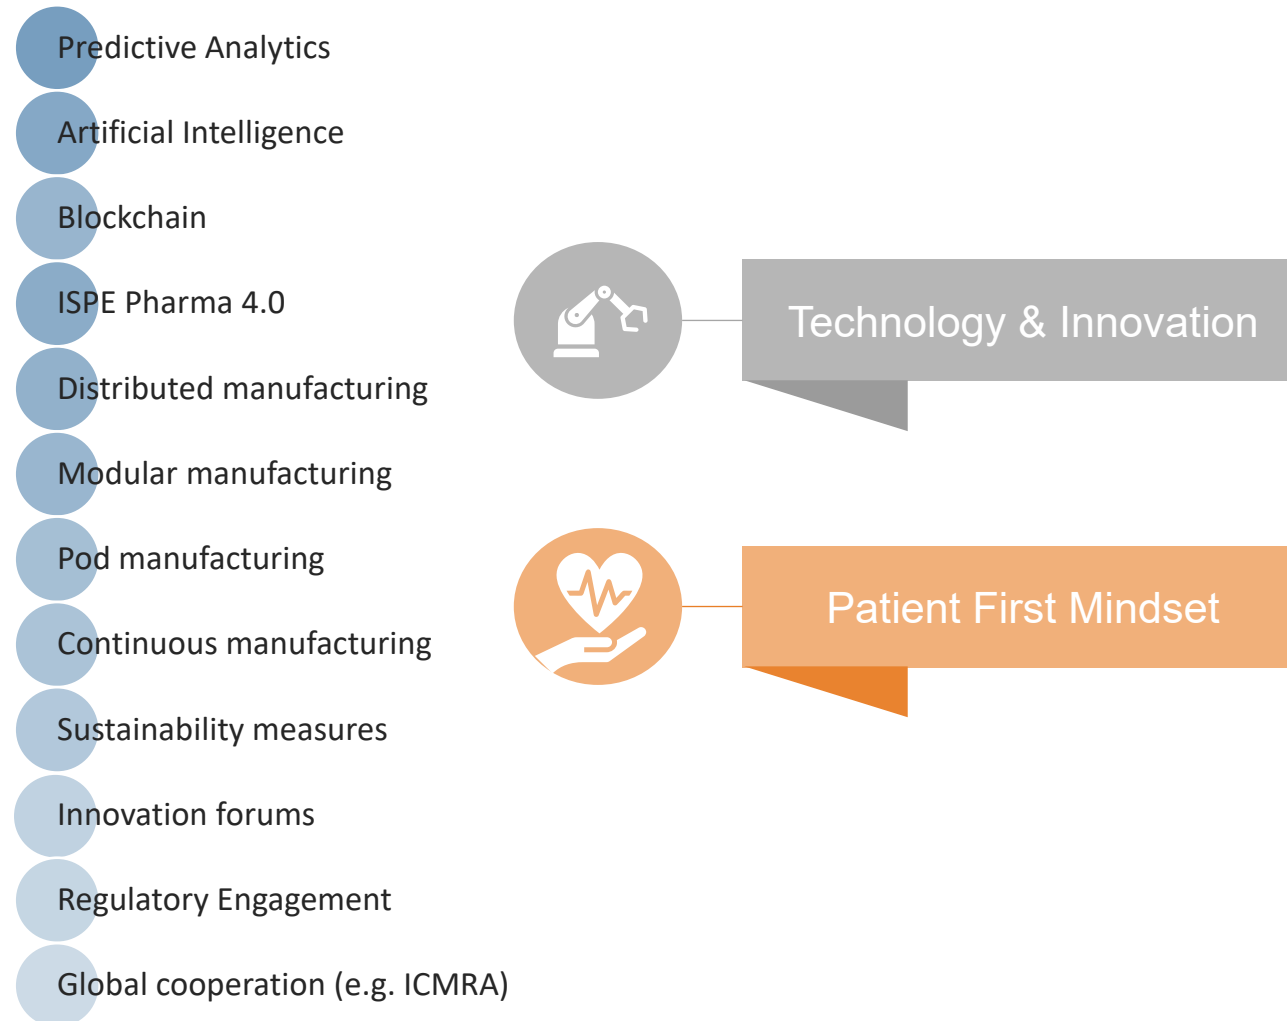 Predictive Analytics
Artificial Intelligence
Blockchain
ISPE Pharma 4.0
Distributed manufacturing
Modular manufacturing
Pod manufacturing
Continuous manufacturing
Sustainability measures
Innovation forums
Regulatory Engagement
Global cooperation (e.g. ICMRA)
Technology & Innovation
Patient First Mindset